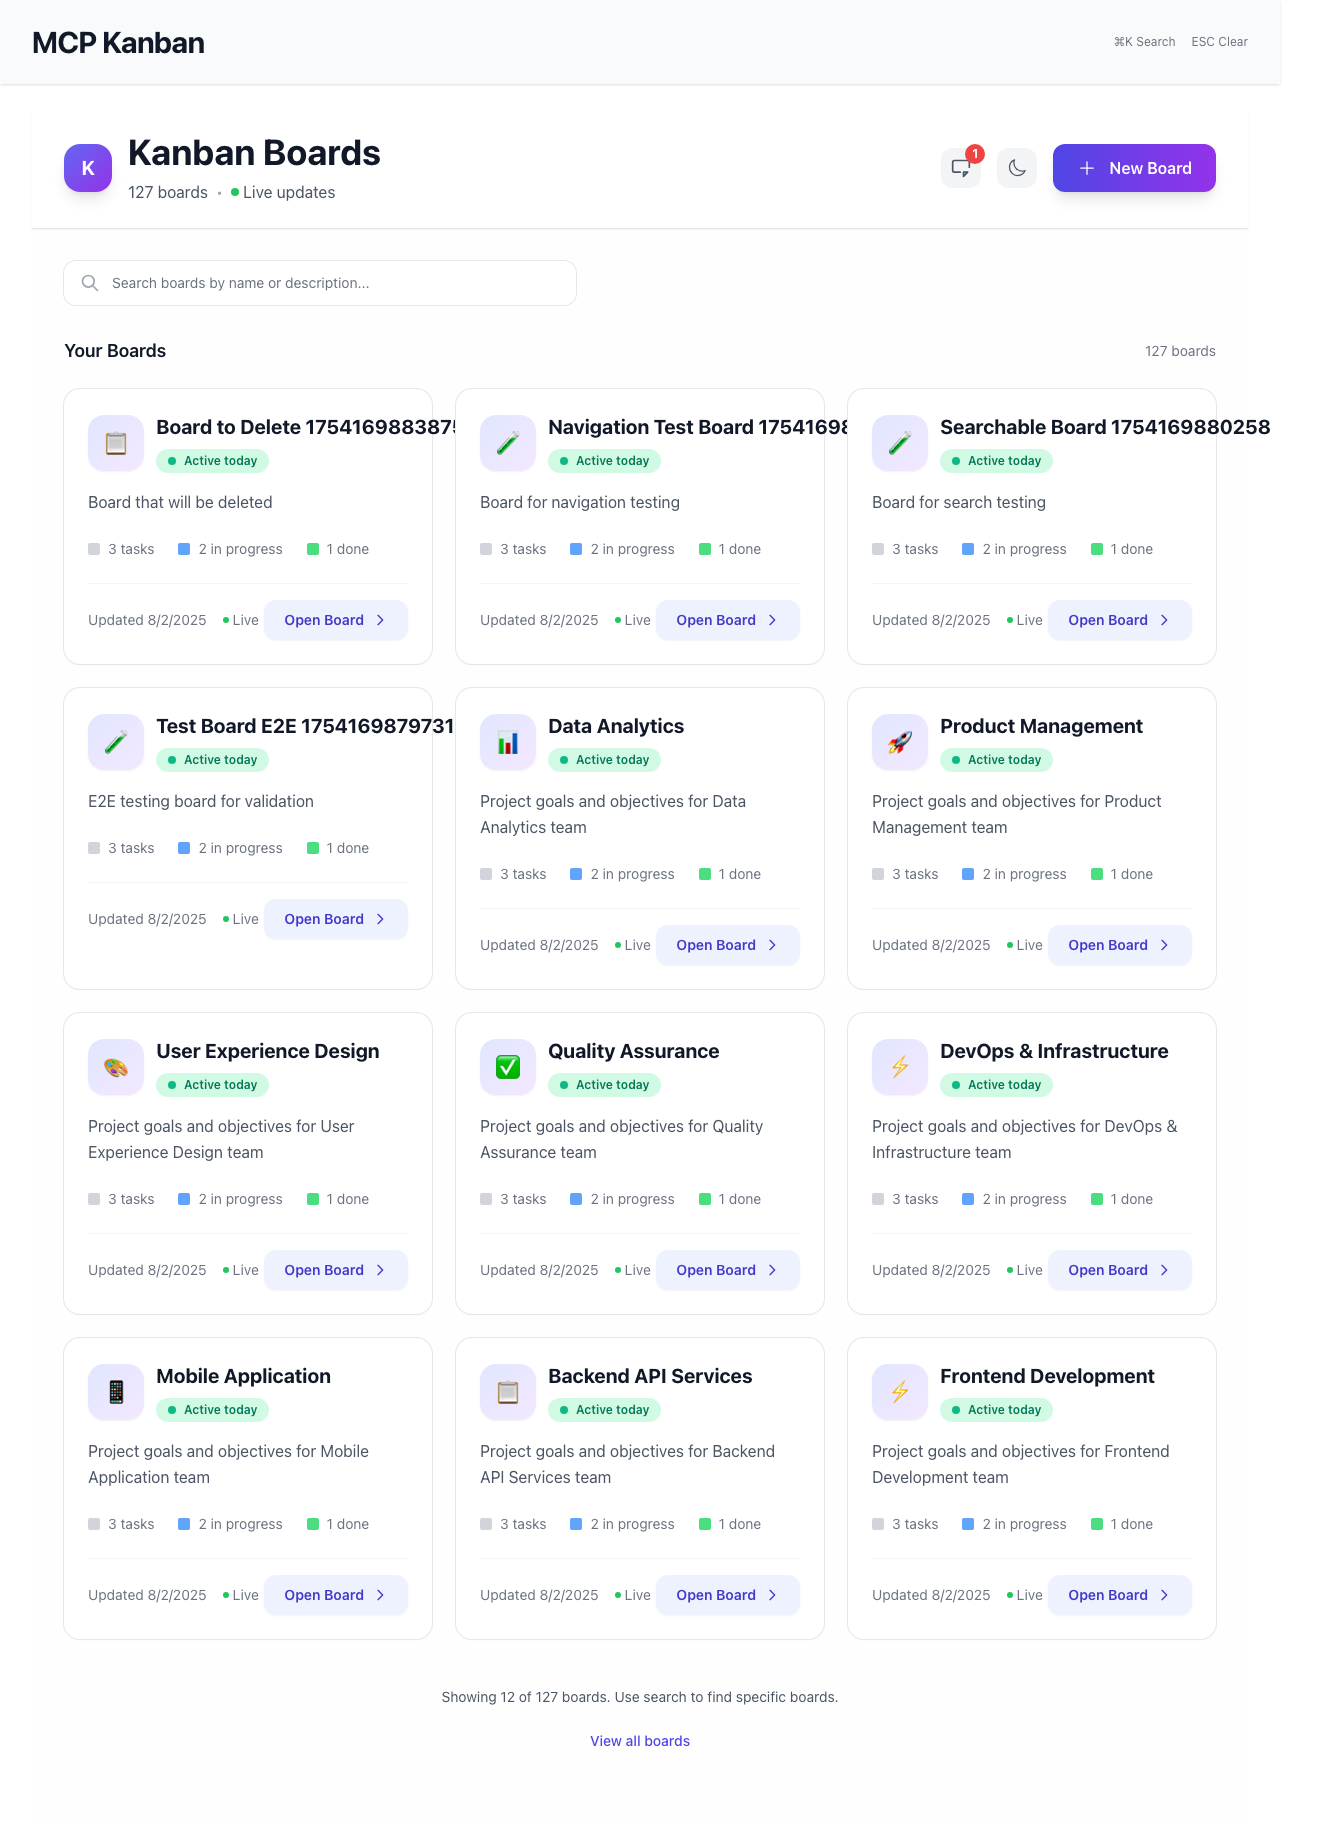 MCP Kanban
⌘K Search ESC Clear
K
Kanban Boards
127 boards • Live updates
1
New Board
Search boards by name or description...
Your Boards
127 boards
Board to Delete 1754169883875
Active today
Board that will be deleted
3 tasks 2 in progress 1 done
Updated 8/2/2025 Live Open Board
Navigation Test Board 17541698
Active today
Board for navigation testing
3 tasks 2 in progress 1 done
Updated 8/2/2025 Live Open Board
Searchable Board 1754169880258
Active today
Board for search testing
3 tasks 2 in progress 1 done
Updated 8/2/2025 Live Open Board
Test Board E2E 1754169879731
Active today
E2E testing board for validation
3 tasks 2 in progress 1 done
Updated 8/2/2025 Live Open Board
Data Analytics
Active today
Project goals and objectives for Data
Analytics team
3 tasks 2 in progress 1 done
Updated 8/2/2025 Live Open Board
Product Management
Active today
Project goals and objectives for Product
Management team
3 tasks 2 in progress 1 done
Updated 8/2/2025 Live Open Board
User Experience Design
Active today
Project goals and objectives for User
Experience Design team
3 tasks 2 in progress 1 done
Updated 8/2/2025 Live Open Board
Quality Assurance
Active today
Project goals and objectives for Quality
Assurance team
3 tasks 2 in progress 1 done
Updated 8/2/2025 Live Open Board
DevOps & Infrastructure
Active today
Project goals and objectives for DevOps &
Infrastructure team
3 tasks 2 in progress 1 done
Updated 8/2/2025 Live Open Board
Mobile Application
Active today
Project goals and objectives for Mobile
Application team
3 tasks 2 in progress 1 done
Updated 8/2/2025 Live Open Board
Backend API Services
Active today
Project goals and objectives for Backend
API Services team
3 tasks 2 in progress 1 done
Updated 8/2/2025 Live Open Board
Frontend Development
Active today
Project goals and objectives for Frontend
Development team
3 tasks 2 in progress 1 done
Updated 8/2/2025 Live Open Board
Showing 12 of 127 boards. Use search to find specific boards.
View all boards